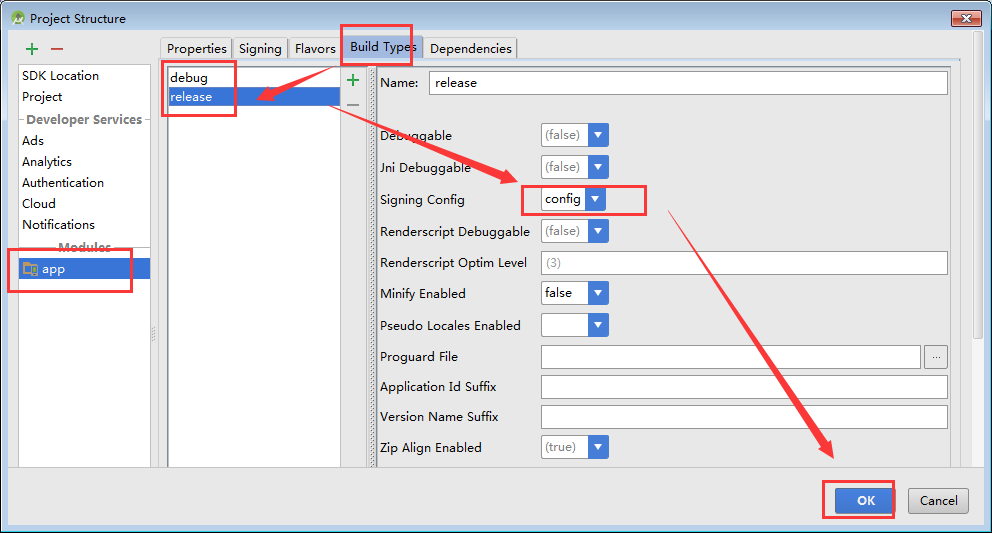 Project Structure
SDK Location
Project
Developer Services
Ads
Analytics
Authentication
Cloud
Notifications
Modules
app
Properties
Signing
Flavors
Build Types
Dependencies
debug
release
Name: release
Debuggable (false)
Jni Debuggable (false)
Signing Config config
Renderscript Debuggable (false)
Renderscript Optim Level (3)
Minify Enabled false
Pseudo Locales Enabled
Proguard File ...
Application Id Suffix
Version Name Suffix
Zip Align Enabled (true)
OK
Cancel